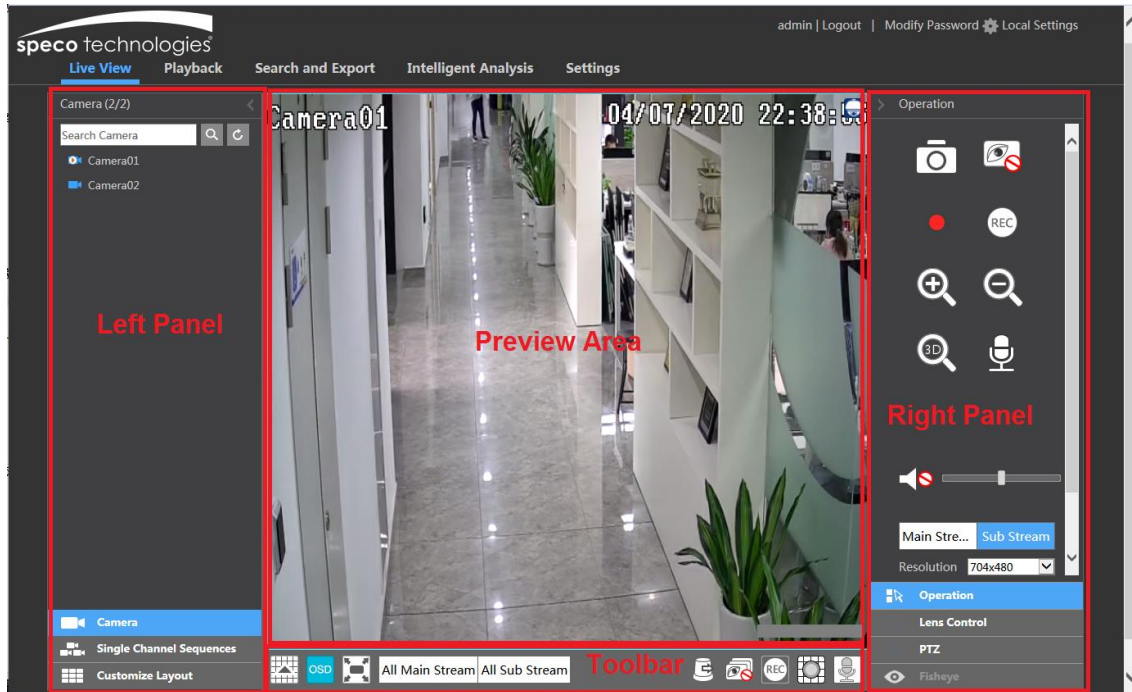 speco technologies
admin | Logout | Modify Password Local Settings
Live View Playback Search and Export Intelligent Analysis Settings
Camera (2/2)
Search Camera
Camera01
Camera02
Left Panel
Camera
Single Channel Sequences
Customize Layout
Camera01 04/07/2020 22:38:
Preview Area
OSD All Main Stream All Sub Stream Toolbar REC
Operation
REC
3D
Right Panel
Main Stre... Sub Stream
Resolution 704x480
Operation
Lens Control
PTZ
Fisheye